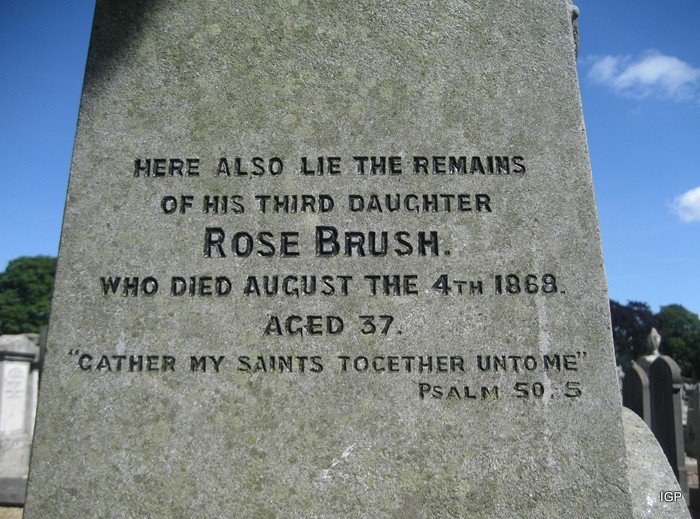 HERE ALSO LIE THE REMAINS
OF HIS THIRD DAUGHTER
ROSE BRUSH.
WHO DIED AUGUST THE 4TH 1868.
AGED 37.
"GATHER MY SAINTS TOGETHER UNTO ME"
PSALM 50.5
IGP